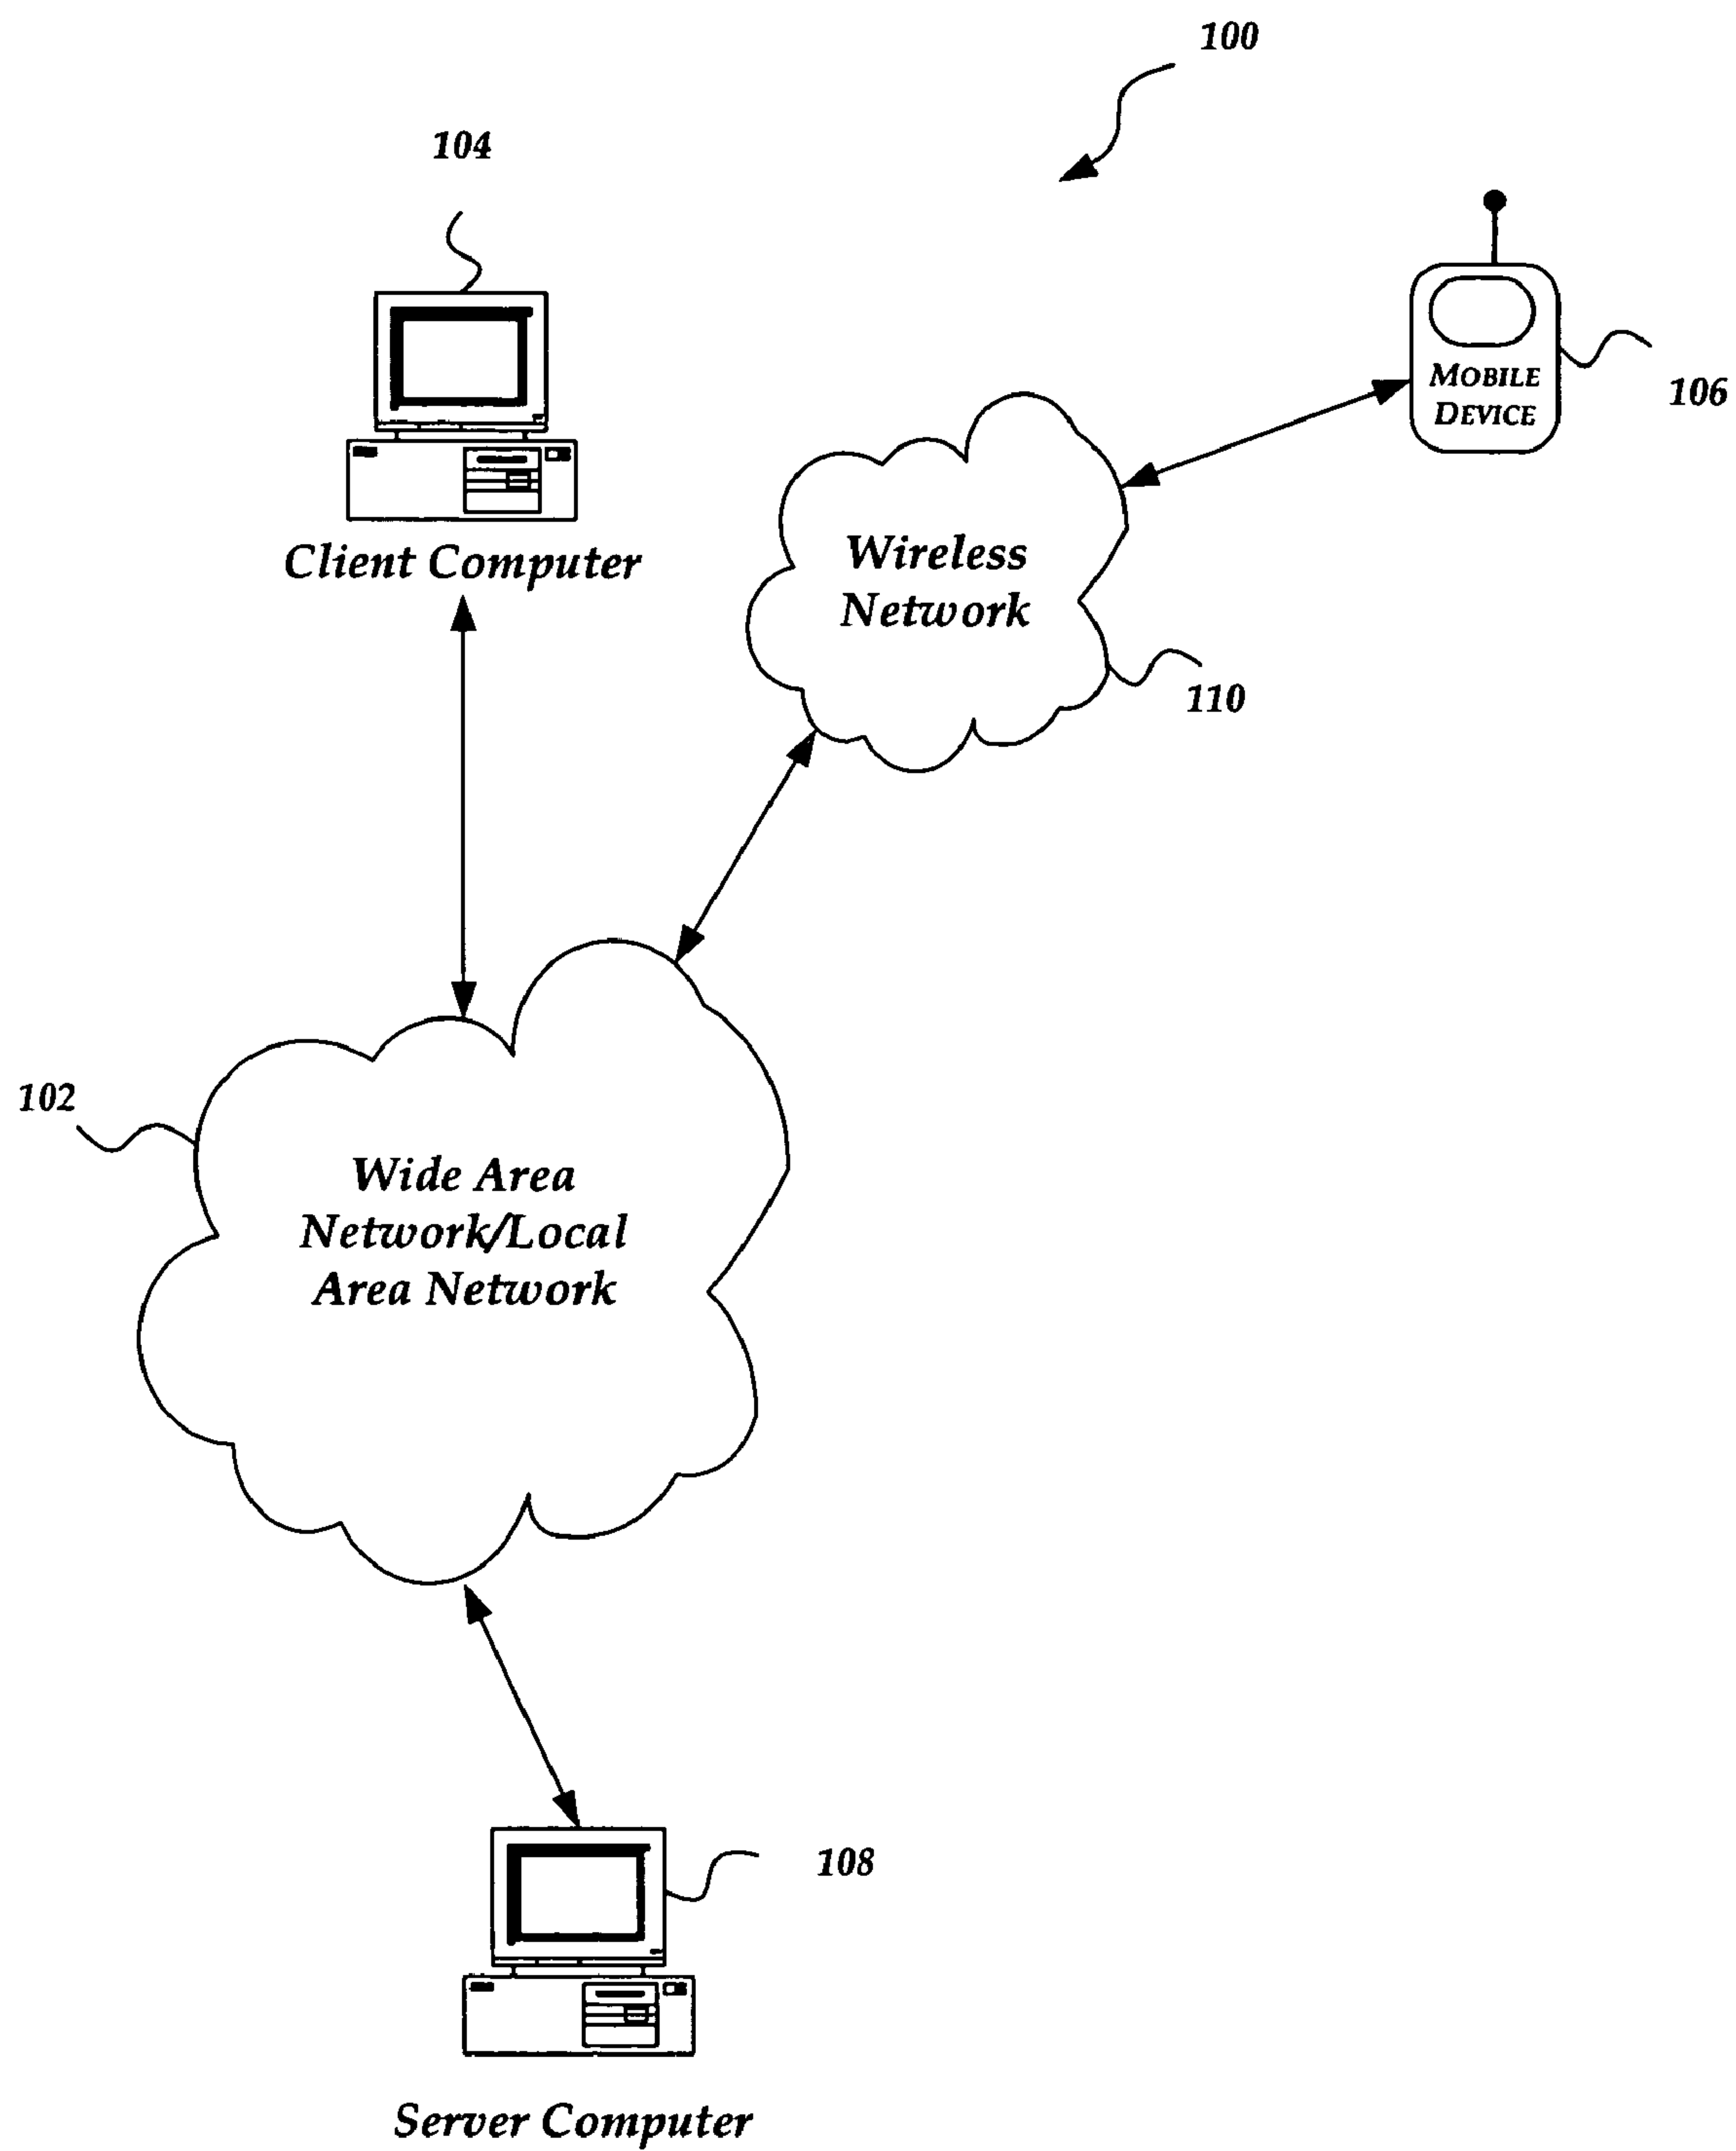 100
104
MOBILE
DEVICE
106
Client Computer
Wireless
Network
110
102
Wide Area
Network/Local
Area Network
108
Server Computer